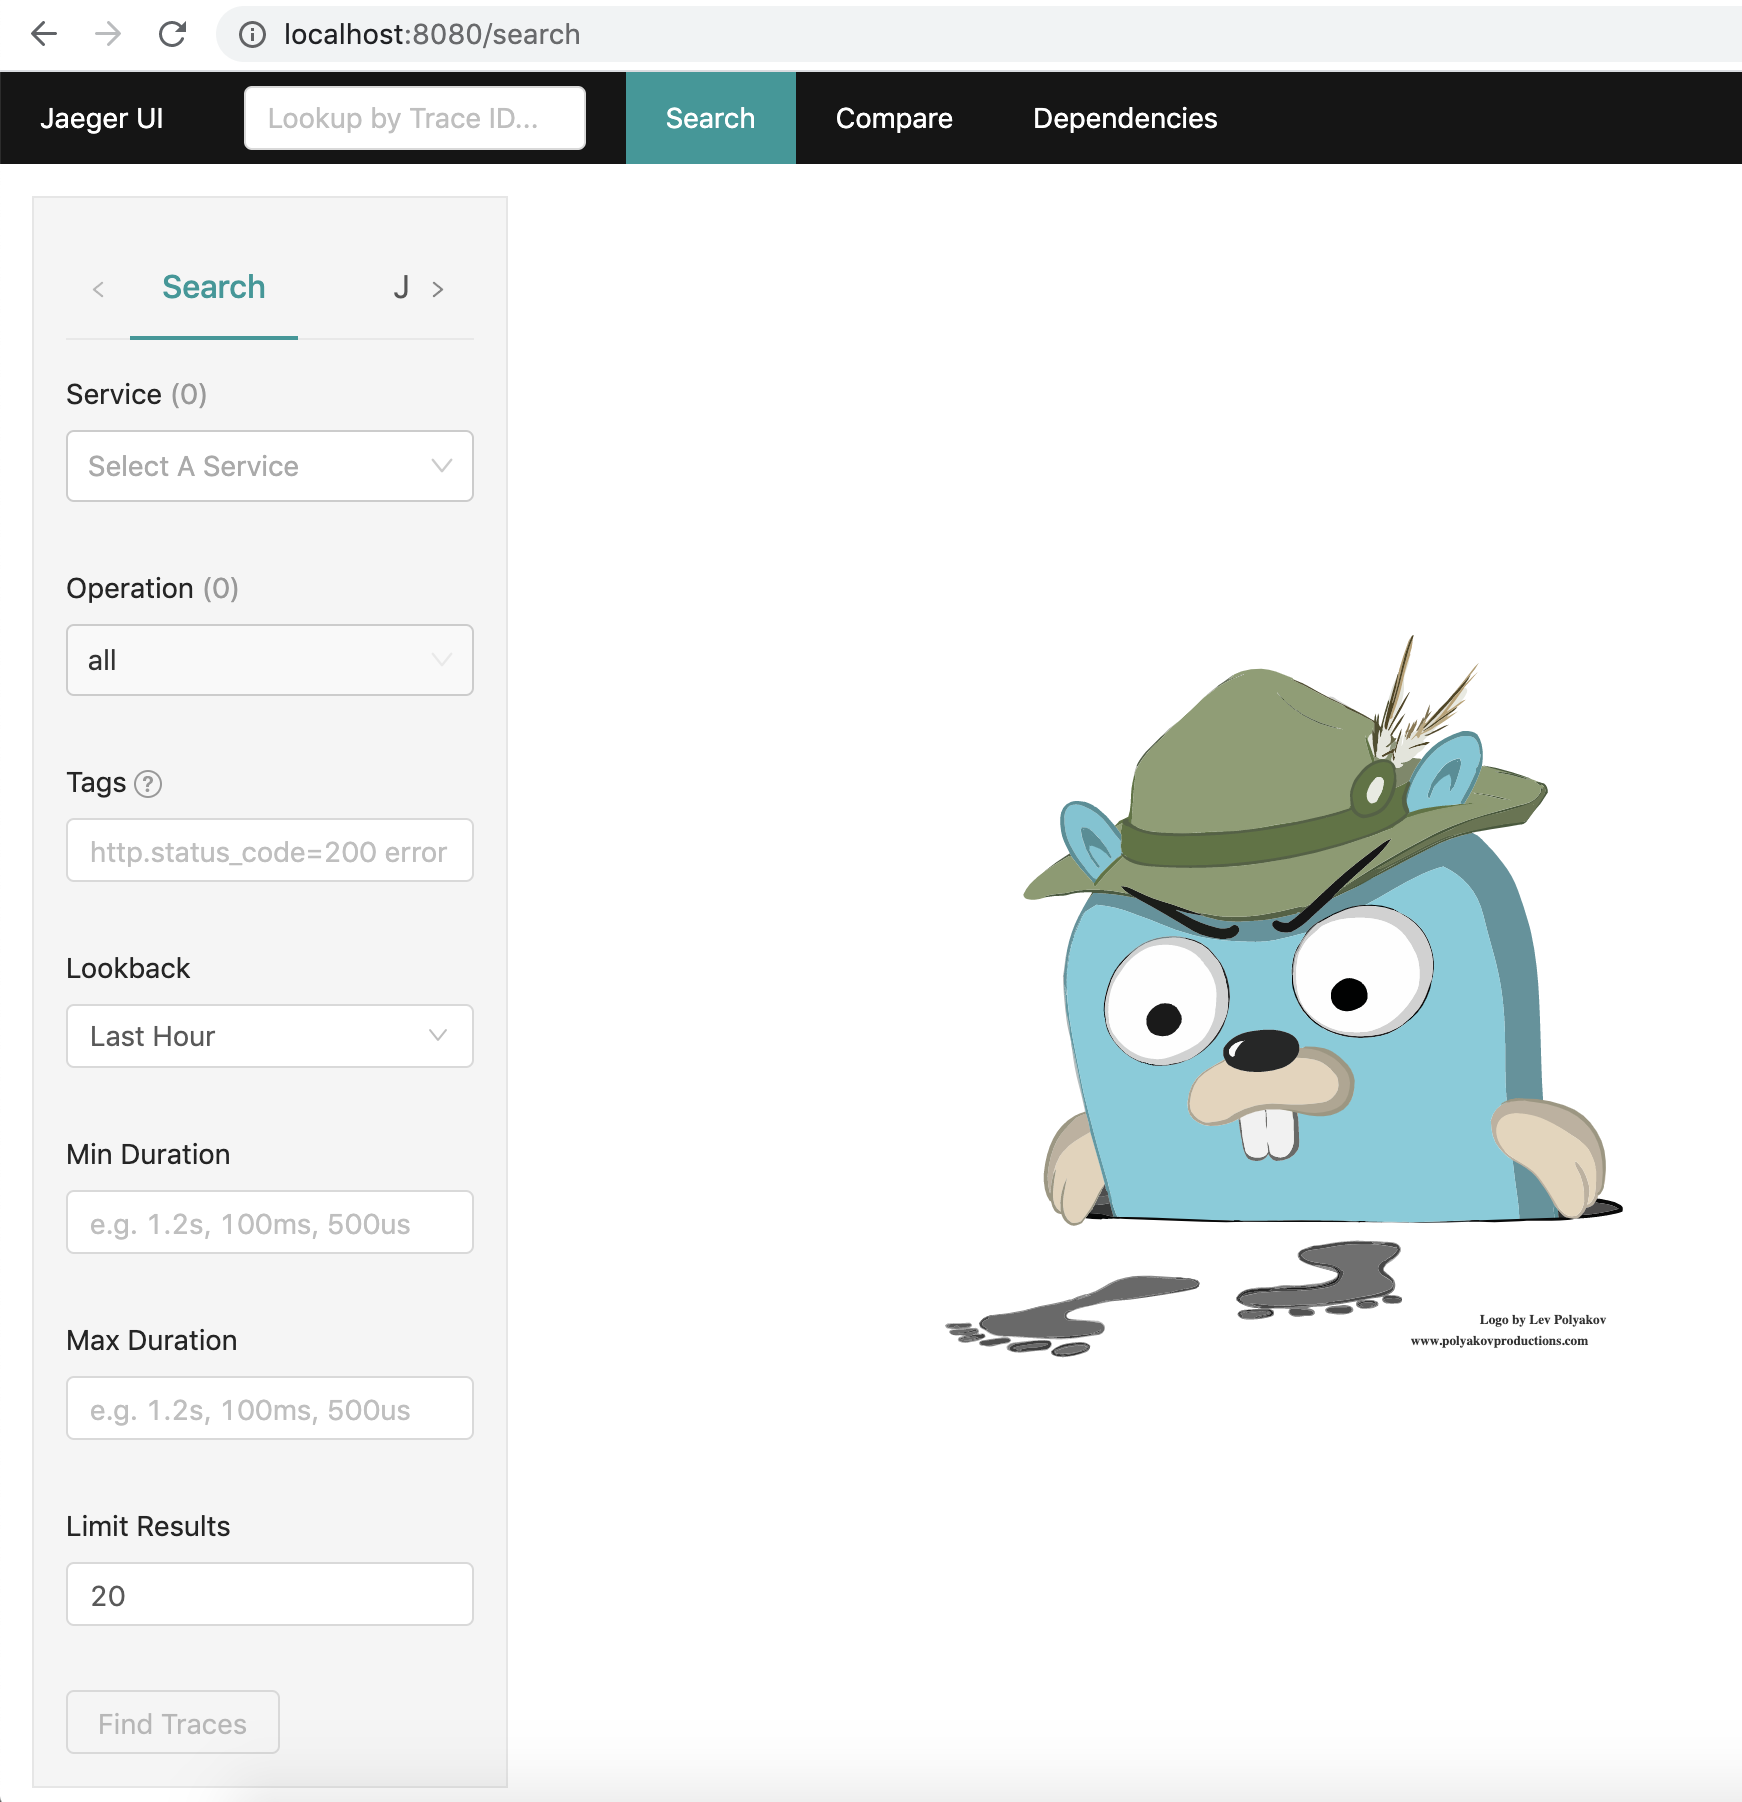 localhost:8080/search
Jaeger UI
Lookup by Trace ID...
Search
Compare
Dependencies
Search
J
Service (0)
Select A Service
Operation (0)
all
Tags ?
http.status_code=200 error
Lookback
Last Hour
Min Duration
e.g. 1.2s, 100ms, 500us
Max Duration
e.g. 1.2s, 100ms, 500us
Limit Results
20
Find Traces
Logo by Lev Polyakov
www.polyakovproductions.com